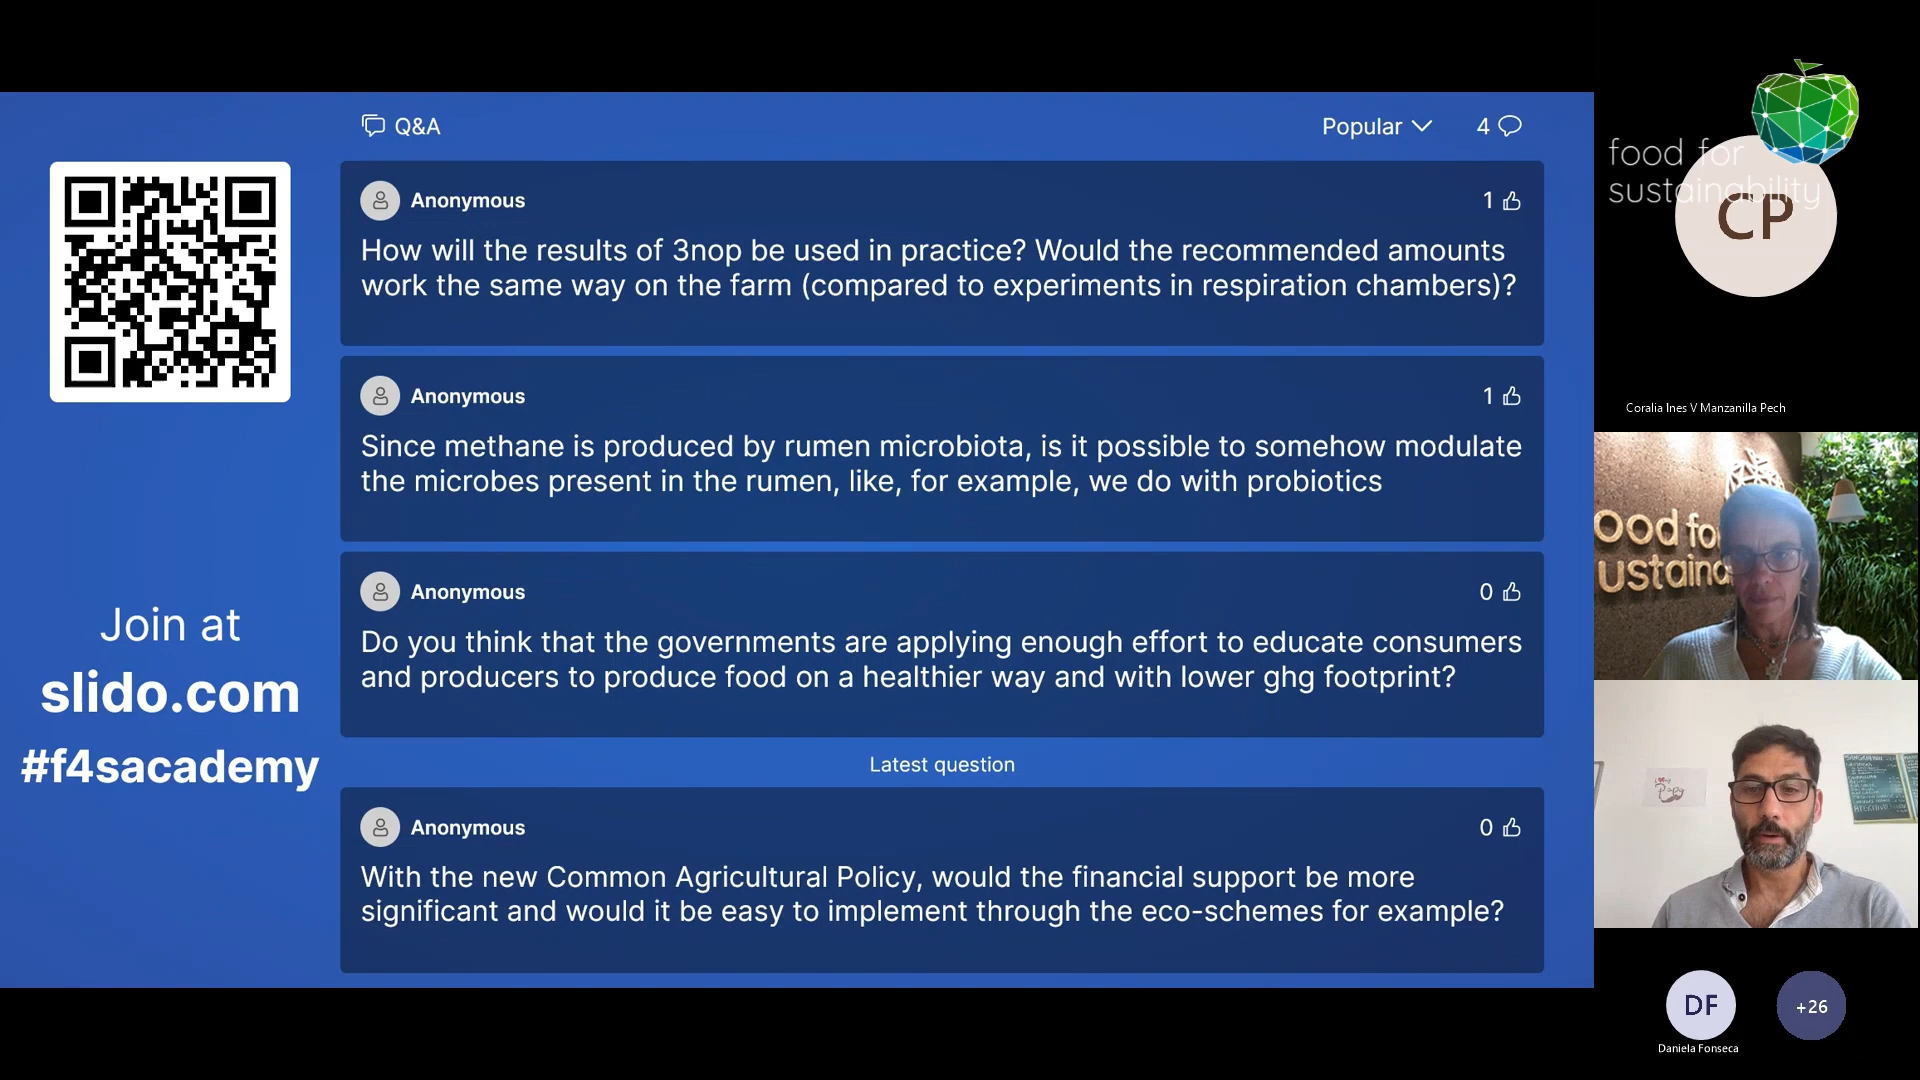 Q&A
Popular
4
Anonymous
1
How will the results of 3nop be used in practice? Would the recommended amounts
work the same way on the farm (compared to experiments in respiration chambers)?
Anonymous
1
Since methane is produced by rumen microbiota, is it possible to somehow modulate
the microbes present in the rumen, like, for example, we do with probiotics
Anonymous
0
Do you think that the governments are applying enough effort to educate consumers
and producers to produce food on a healthier way and with lower ghg footprint?
Latest question
Anonymous
0
With the new Common Agricultural Policy, would the financial support be more
significant and would it be easy to implement through the eco-schemes for example?
Join at
slido.com
#f4sacademy
food for
sustainability
CP
Coralia Ines V Manzanilla Pech
ood fo
ustaina
DF
Daniela Fonseca
+26